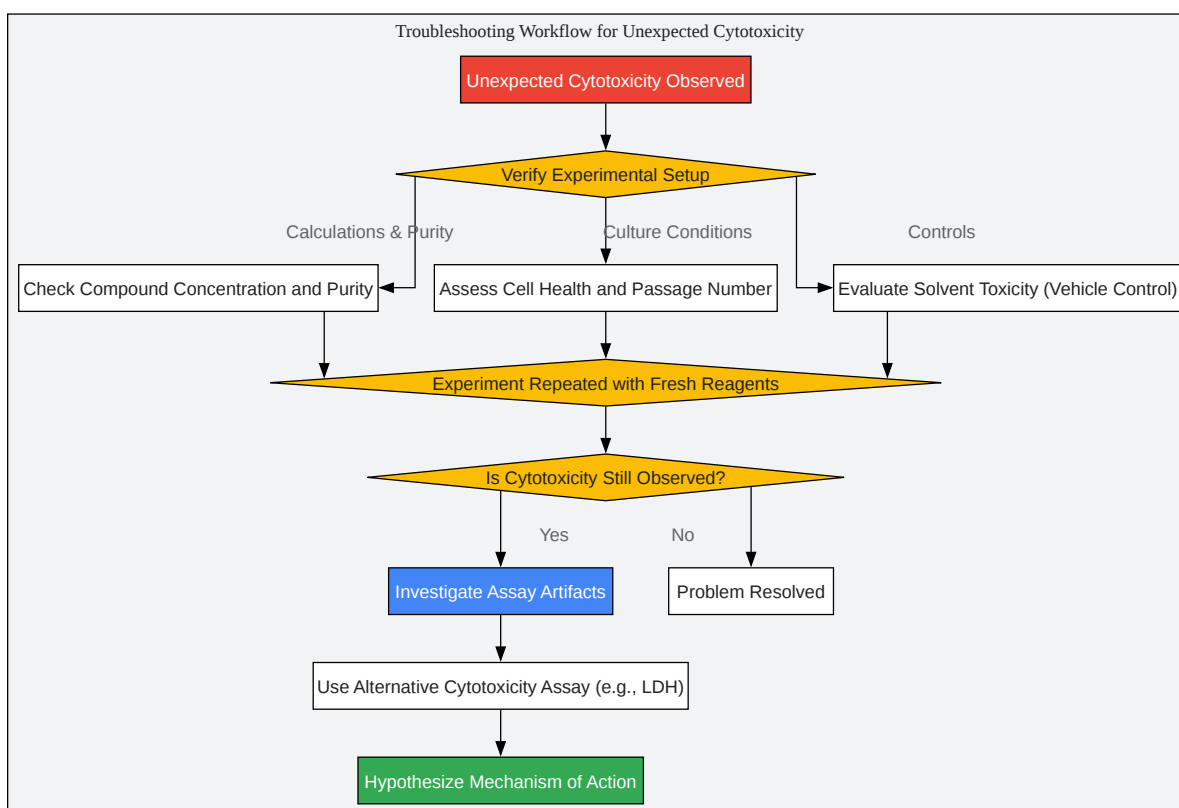 Troubleshooting Workflow for Unexpected Cytotoxicity
Unexpected Cytotoxicity Observed
Verify Experimental Setup
Calculations & Purity
Culture Conditions
Controls
Check Compound Concentration and Purity
Assess Cell Health and Passage Number
Evaluate Solvent Toxicity (Vehicle Control)
Experiment Repeated with Fresh Reagents
Is Cytotoxicity Still Observed?
Yes
No
Investigate Assay Artifacts
Problem Resolved
Use Alternative Cytotoxicity Assay (e.g., LDH)
Hypothesize Mechanism of Action